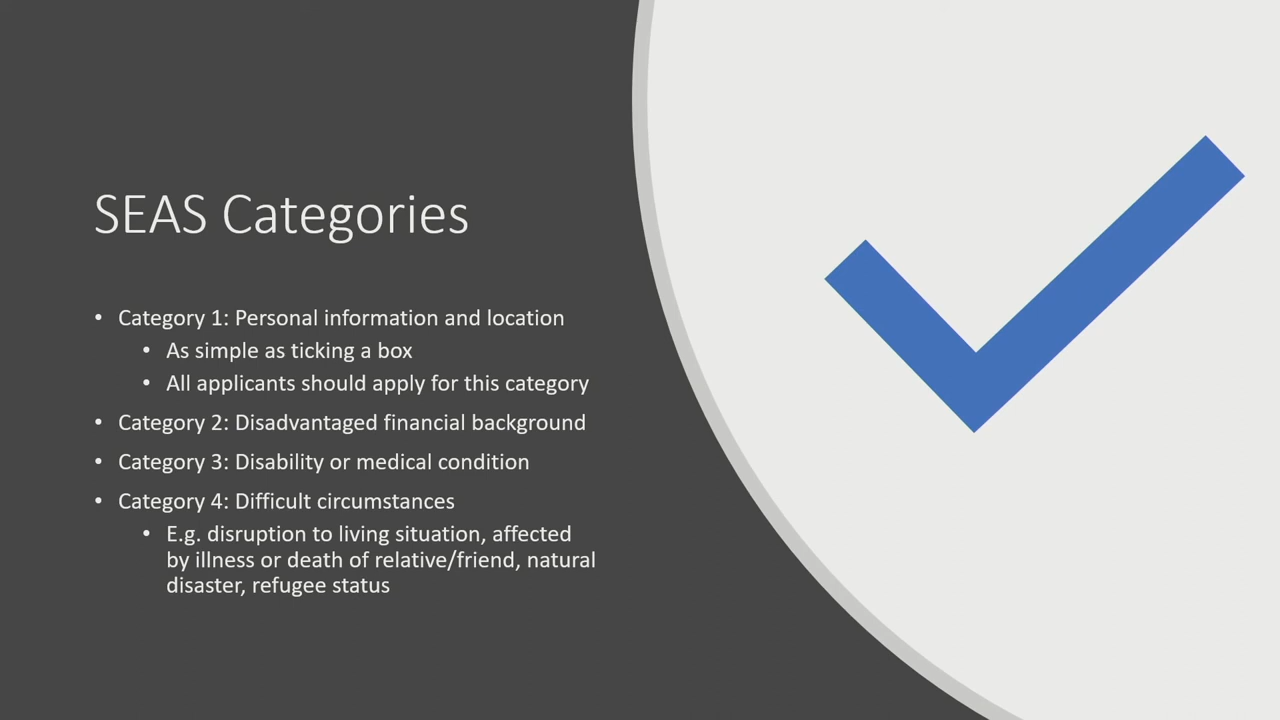 SEAS Categories
• Category 1: Personal information and location
• As simple as ticking a box
• All applicants should apply for this category
• Category 2: Disadvantaged financial background
• Category 3: Disability or medical condition
• Category 4: Difficult circumstances
• E.g. disruption to living situation, affected
by illness or death of relative/friend, natural
disaster, refugee status